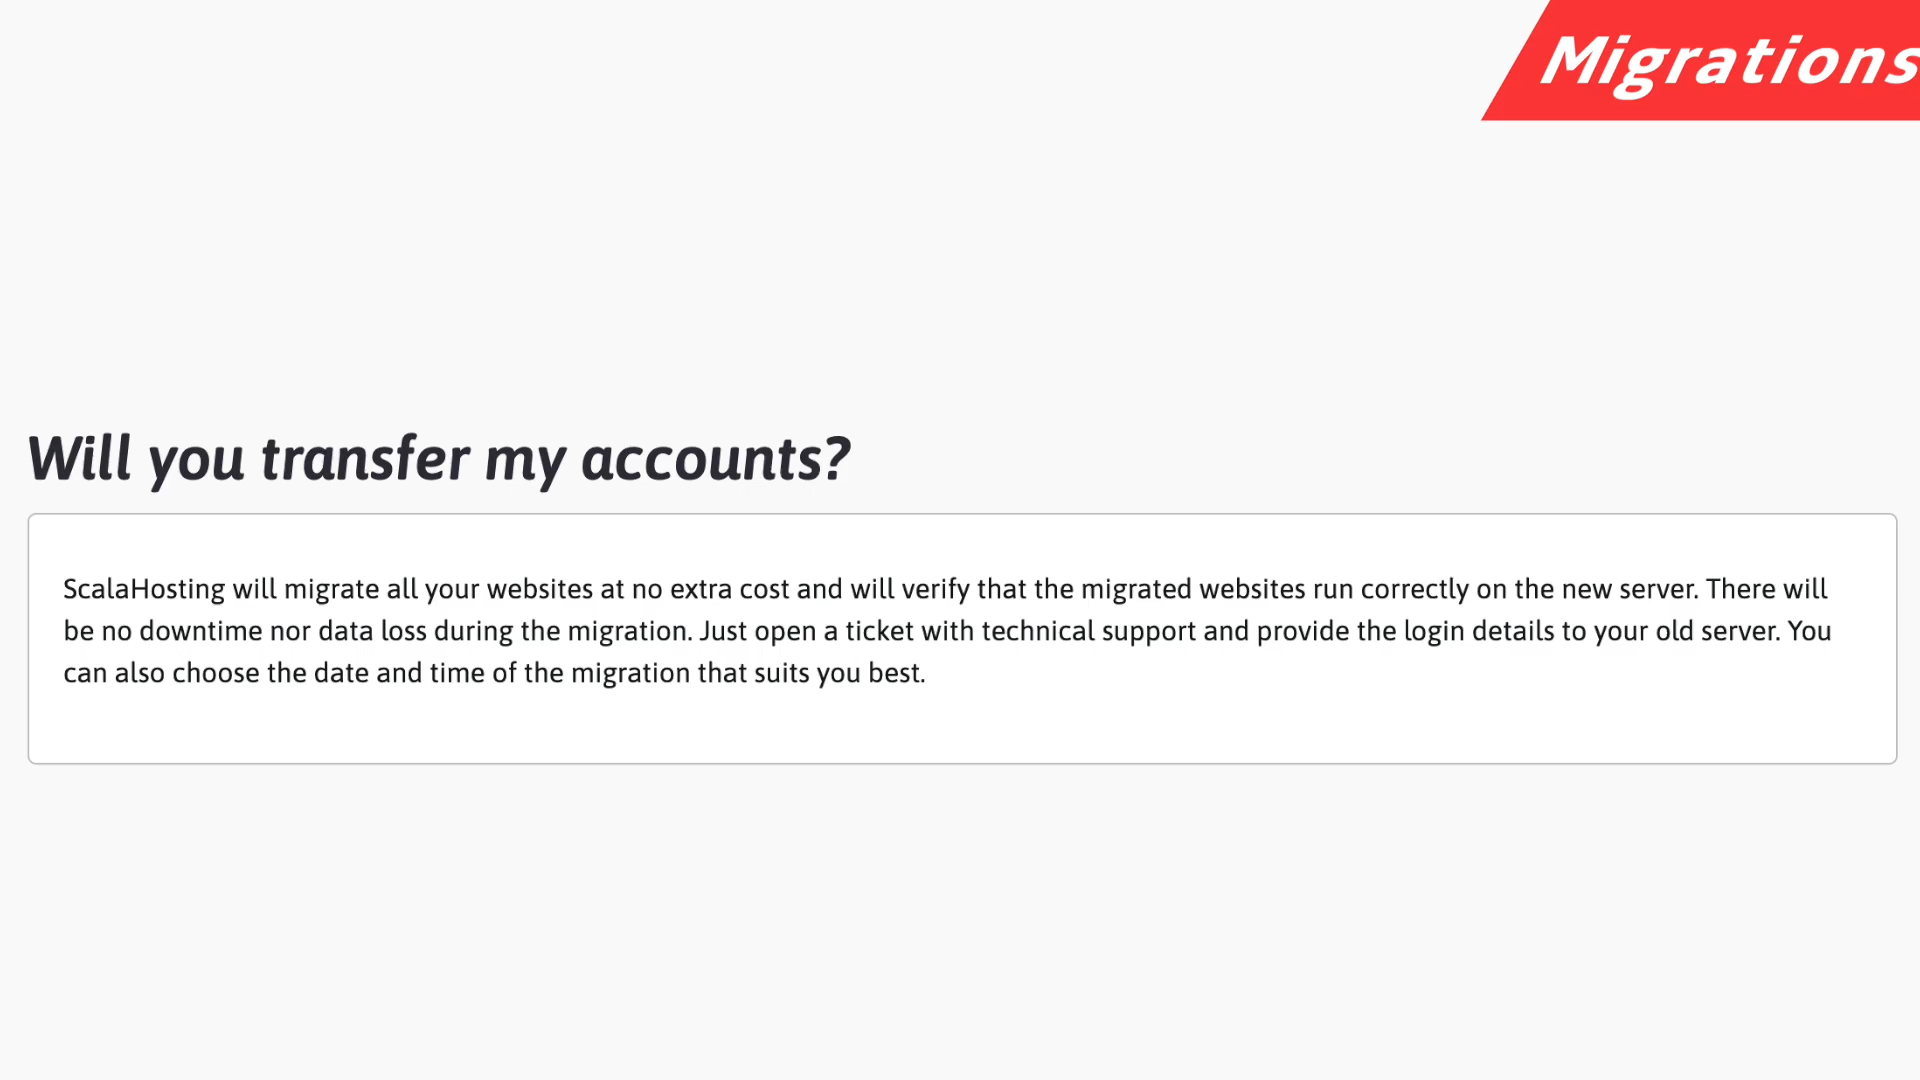 Migrations
Will you transfer my accounts?
ScalaHosting will migrate all your websites at no extra cost and will verify that the migrated websites run correctly on the new server. There will
be no downtime nor data loss during the migration. Just open a ticket with technical support and provide the login details to your old server. You
can also choose the date and time of the migration that suits you best.